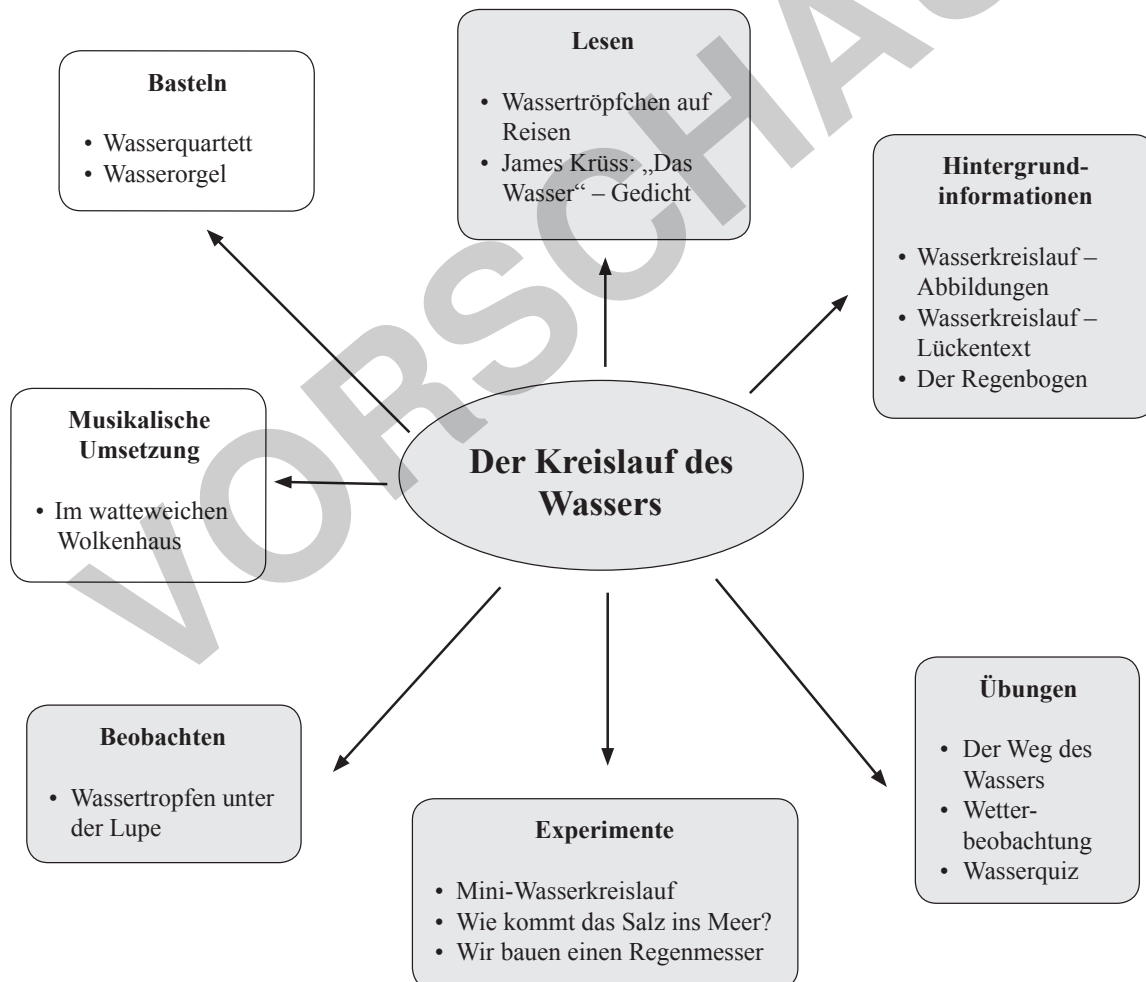 Lesen
• Wassertröpfchen auf
Reisen
• James Krüss: „Das
Wasser“ – Gedicht
Basteln
• Wasserquartett
• Wasserorgel
Hintergrund-
informationen
• Wasserkreislauf –
Abbildungen
• Wasserkreislauf –
Lückentext
• Der Regenbogen
Musikalische
Umsetzung
• Im watteweichen
Wolkenhaus
Der Kreislauf des
Wassers
Beobachten
• Wassertropfen unter
der Lupe
Experimente
• Mini-Wasserkreislauf
• Wie kommt das Salz ins Meer?
• Wir bauen einen Regenmesser
Übungen
• Der Weg des
Wassers
• Wetter-
beobachtung
• Wasserquiz
VORSCHAU